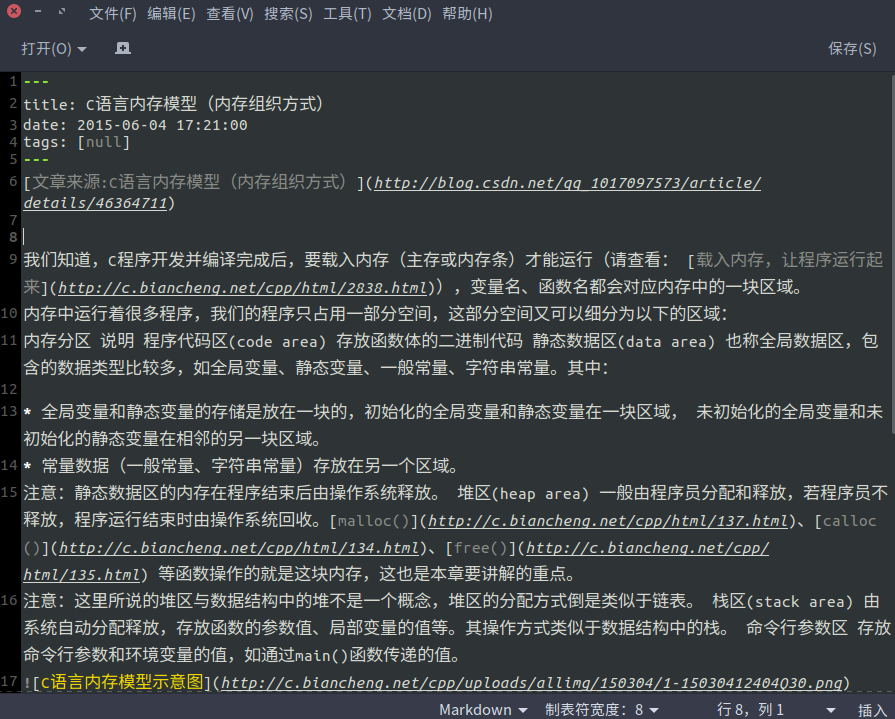 文件(F) 编辑(E) 查看(V) 搜索(S) 工具(T) 文档(D) 帮助(H)
打开(O) 保存(S)
1 ---
2 title: C语言内存模型（内存组织方式）
3 date: 2015-06-04 17:21:00
4 tags: [null]
5 ---
6 [文章来源:C语言内存模型（内存组织方式）](http://blog.csdn.net/qq_1017097573/article/
details/46364711)
7
8
9 我们知道，C程序开发并编译完成后，要载入内存（主存或内存条）才能运行（请查看： [载入内存，让程序运行起
来](http://c.biancheng.net/cpp/html/2838.html)），变量名、函数名都会对应内存中的一块区域。
10 内存中运行着很多程序，我们的程序只占用一部分空间，这部分空间又可以细分为以下的区域：
11 内存分区 说明 程序代码区(code area) 存放函数体的二进制代码 静态数据区(data area) 也称全局数据区，包
含的数据类型比较多，如全局变量、静态变量、一般常量、字符串常量。其中：
12
13 * 全局变量和静态变量的存储是放在一块的，初始化的全局变量和静态变量在一块区域， 未初始化的全局变量和未
初始化的静态变量在相邻的另一块区域。
14 * 常量数据（一般常量、字符串常量）存放在另一个区域。
15 注意：静态数据区的内存在程序结束后由操作系统释放。 堆区(heap area) 一般由程序员分配和释放，若程序员不
释放，程序运行结束时由操作系统回收。[malloc()](http://c.biancheng.net/cpp/html/137.html)、[calloc
()](http://c.biancheng.net/cpp/html/134.html)、[free()](http://c.biancheng.net/cpp/
html/135.html) 等函数操作的就是这块内存，这也是本章要讲解的重点。
16 注意：这里所说的堆区与数据结构中的堆不是一个概念，堆区的分配方式倒是类似于链表。 栈区(stack area) 由
系统自动分配释放，存放函数的参数值、局部变量的值等。其操作方式类似于数据结构中的栈。 命令行参数区 存放
命令行参数和环境变量的值，如通过main()函数传递的值。
17 ![C语言内存模型示意图](http://c.biancheng.net/cpp/uploads/allimg/150304/1-15030412404Q30.png)
Markdown 制表符宽度：8 行 8，列 1 插入